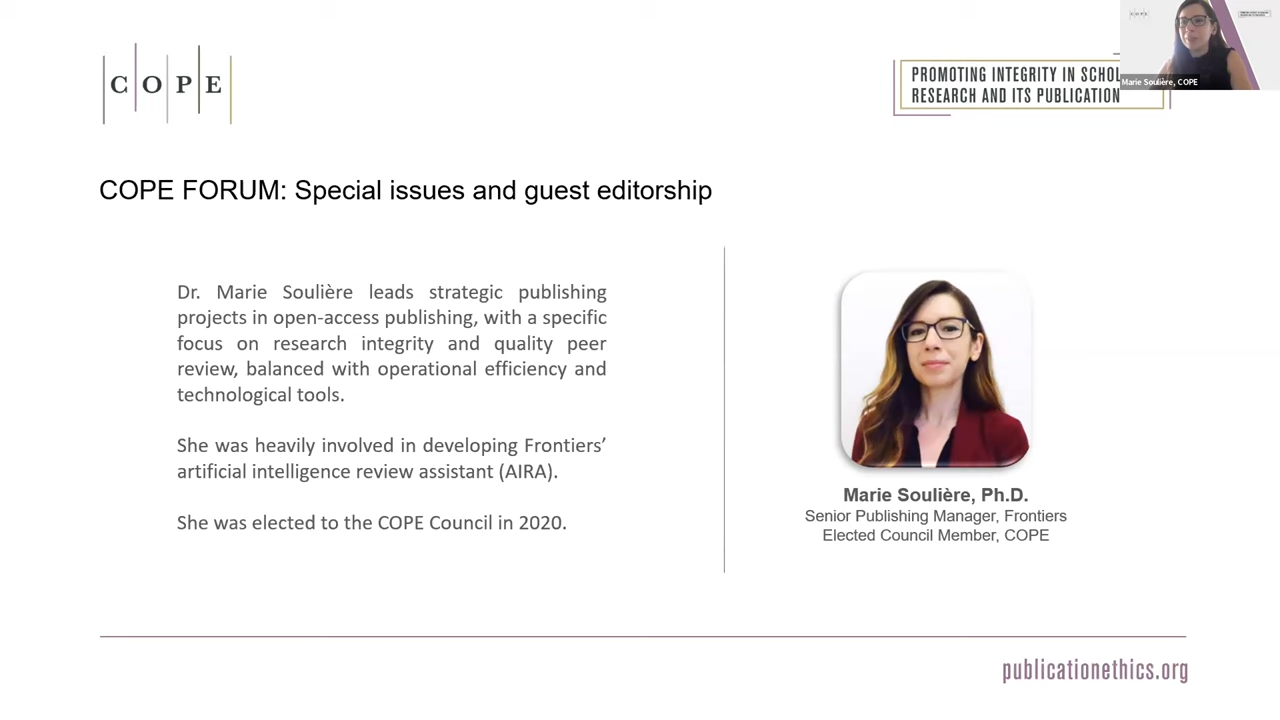 COPE
PROMOTING INTEGRITY IN
RESEARCH AND ITS PUBLICATION
Marie Soulière, COPE
COPE FORUM: Special issues and guest editorship
Dr. Marie Soulière leads strategic publishing
projects in open-access publishing, with a specific
focus on research integrity and quality peer
review, balanced with operational efficiency and
technological tools.
She was heavily involved in developing Frontiers’
artificial intelligence review assistant (AIRA).
She was elected to the COPE Council in 2020.
Marie Soulière, Ph.D.
Senior Publishing Manager, Frontiers
Elected Council Member, COPE
publicationethics.org